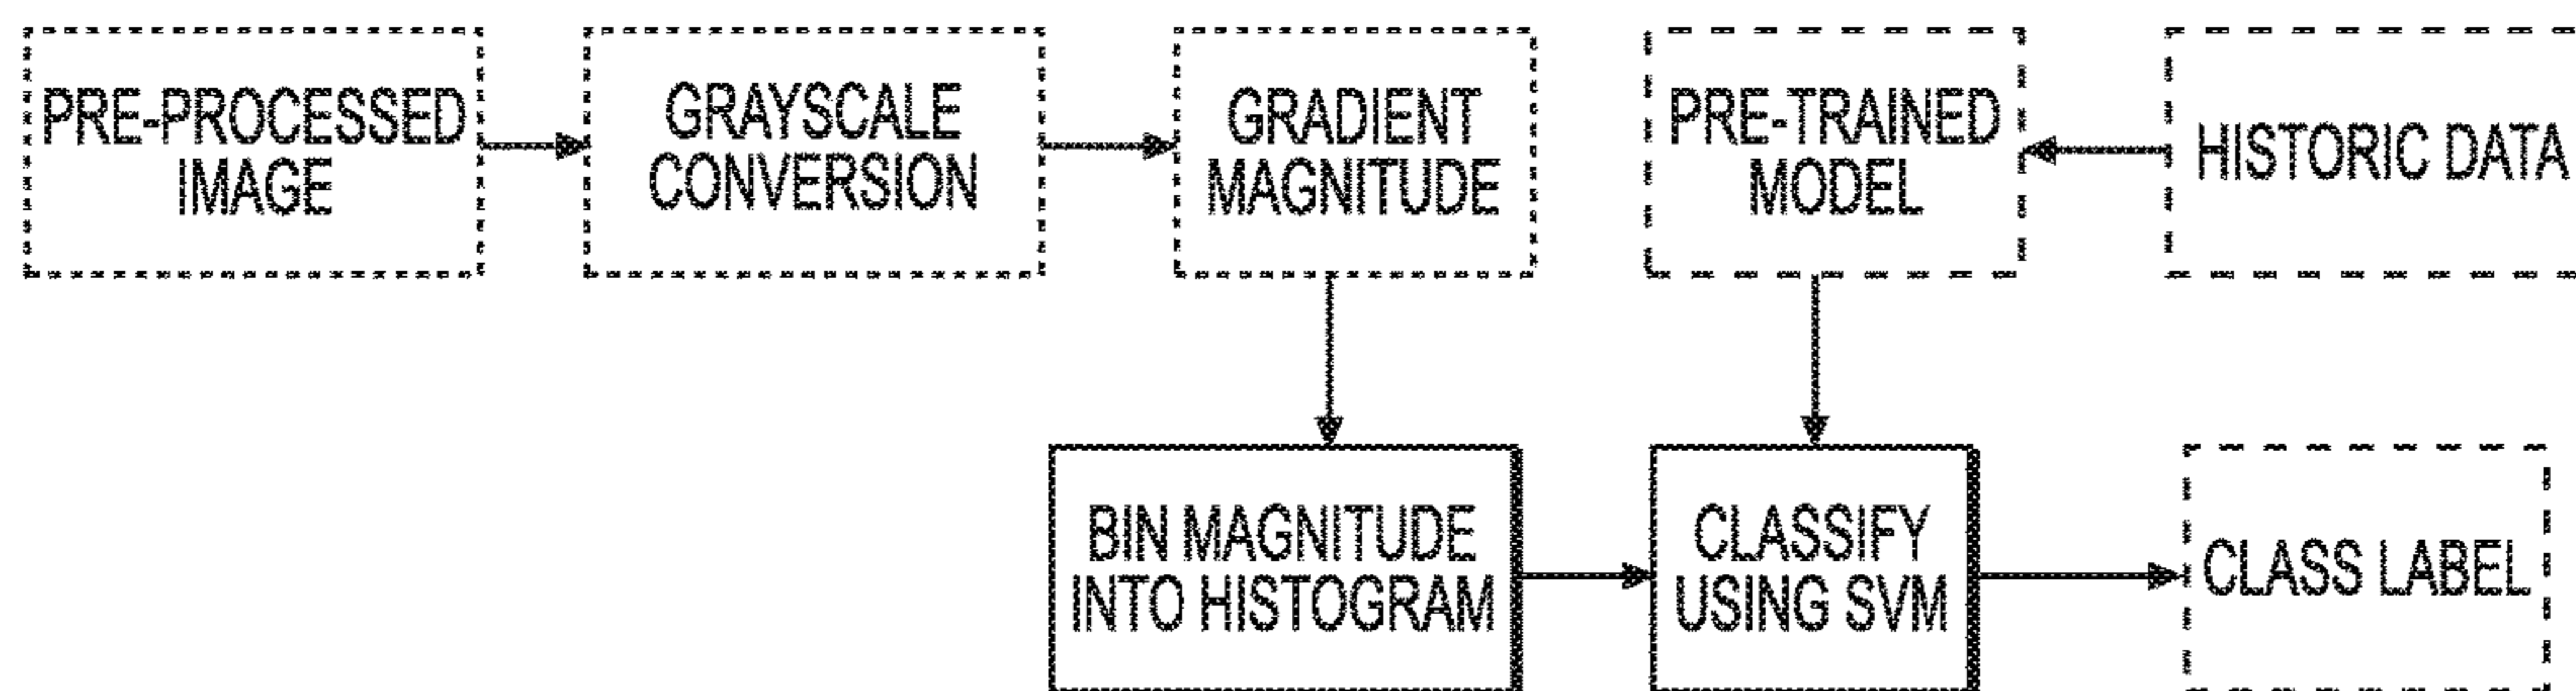 PRE-PROCESSED
IMAGE
GRAYSCALE
CONVERSION
GRADIENT
MAGNITUDE
PRE-TRAINED
MODEL
HISTORIC DATA
BIN MAGNITUDE
INTO HISTOGRAM
CLASSIFY
USING SVM
CLASS LABEL